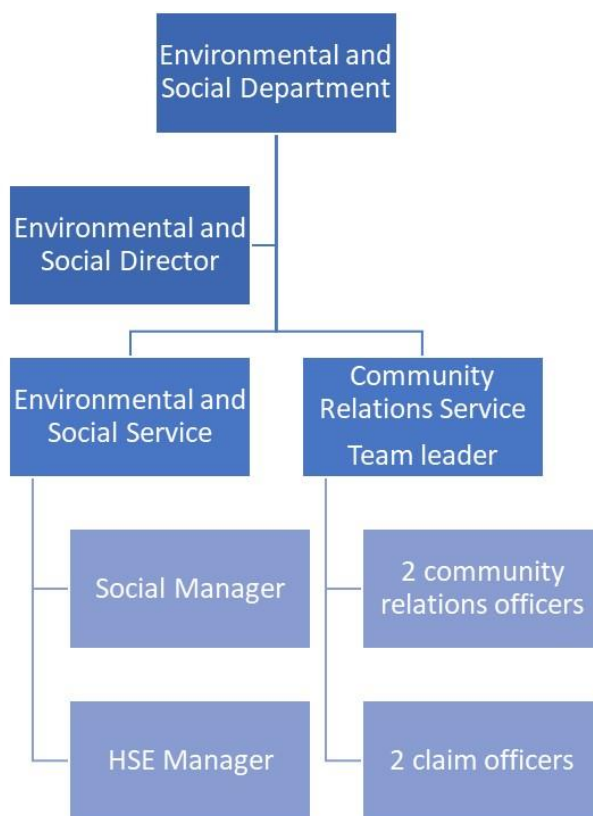 Environmental and
Social Department
Environmental and
Social Director
Environmental and
Social Service
Community
Relations Service
Team leader
Social Manager
2 community
relations officers
HSE Manager
2 claim officers